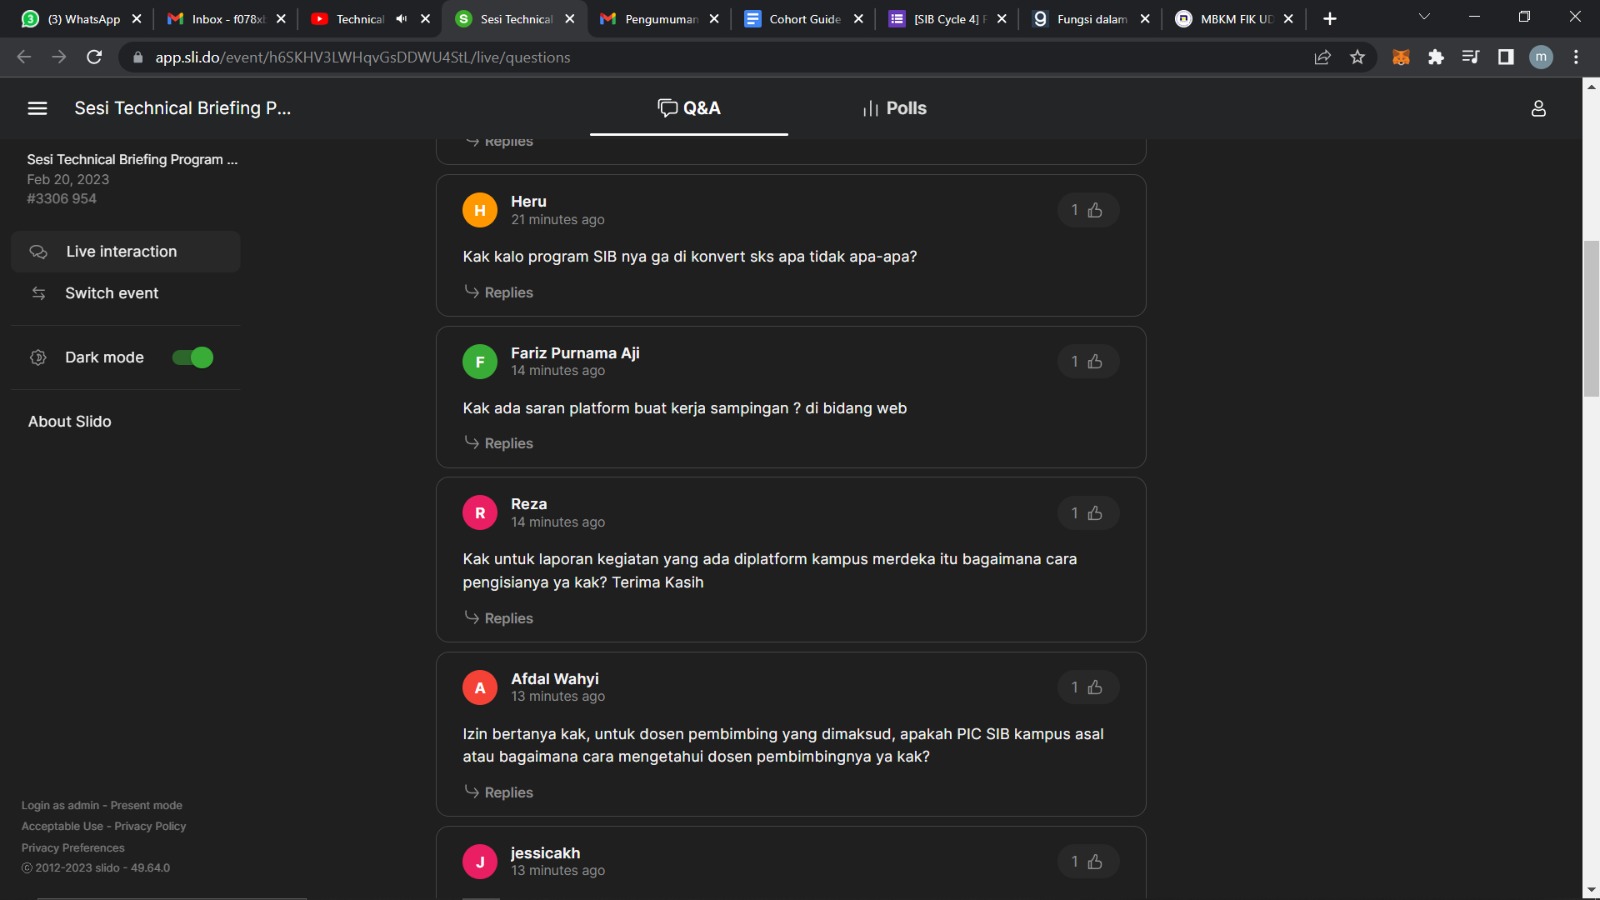 (3) WhatsApp
Inbox - f078x
Technical
Sesi Technical
Pengumuman
Cohort Guide
[SIB Cycle 4]
Fungsi dalam
MBKM FIK UD
app.sli.do/event/h6SKHV3LWHqvGsDDWU4StL/live/questions
m
Sesi Technical Briefing P...
Q&A
Polls
Sesi Technical Briefing Program ...
Feb 20, 2023
#3306 954
Live interaction
Switch event
Dark mode
About Slido
Login as admin - Present mode
Acceptable Use - Privacy Policy
Privacy Preferences
© 2012-2023 slido - 49.64.0
Replies
H
Heru
21 minutes ago
1
Kak kalo program SIB nya ga di konvert sks apa tidak apa-apa?
Replies
F
Fariz Purnama Aji
14 minutes ago
1
Kak ada saran platform buat kerja sampingan ? di bidang web
Replies
R
Reza
14 minutes ago
1
Kak untuk laporan kegiatan yang ada diplatform kampus merdeka itu bagaimana cara
pengisianya ya kak? Terima Kasih
Replies
A
Afdal Wahyi
13 minutes ago
1
Izin bertanya kak, untuk dosen pembimbing yang dimaksud, apakah PIC SIB kampus asal
atau bagaimana cara mengetahui dosen pembimbingnya ya kak?
Replies
J
jessicakh
13 minutes ago
1